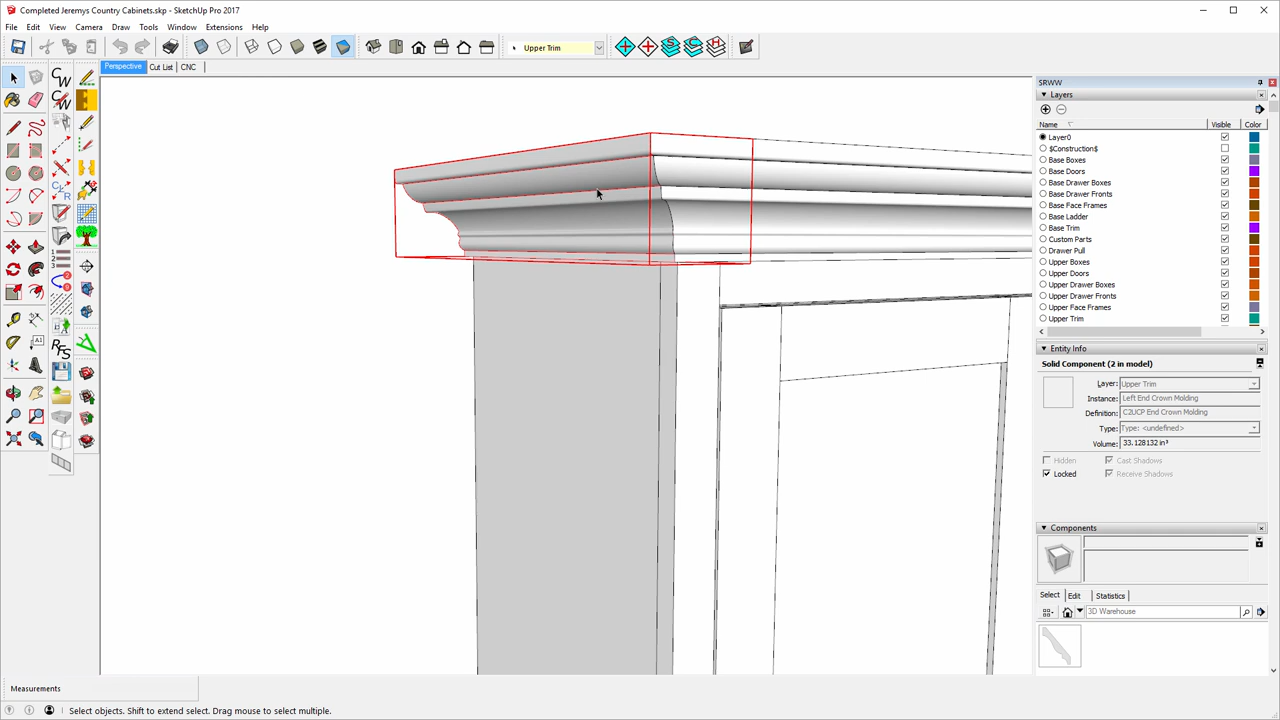 Completed Jeremys Country Cabinets.skp - SketchUp Pro 2017
File Edit View Camera Draw Tools Window Extensions Help
Upper Trim
Perspective Cut List CNC
SRWW
Layers
Name Visible Color
Layer0
$Construction$
Base Boxes
Base Doors
Base Drawer Boxes
Base Drawer Fronts
Base Face Frames
Base Ladder
Base Trim
Custom Parts
Drawer Pull
Upper Boxes
Upper Doors
Upper Drawer Boxes
Upper Drawer Fronts
Upper Face Frames
Upper Trim
Entity Info
Solid Component (2 in model)
Layer: Upper Trim
Instance: Left End Crown Molding
Definition: C2UCP End Crown Molding
Type: Type: <undefined>
Volume: 33.128132 in³
Hidden Cast Shadows
Locked Receive Shadows
Components
Select Edit Statistics
3D Warehouse
RFS
Measurements
Select objects. Shift to extend select. Drag mouse to select multiple.